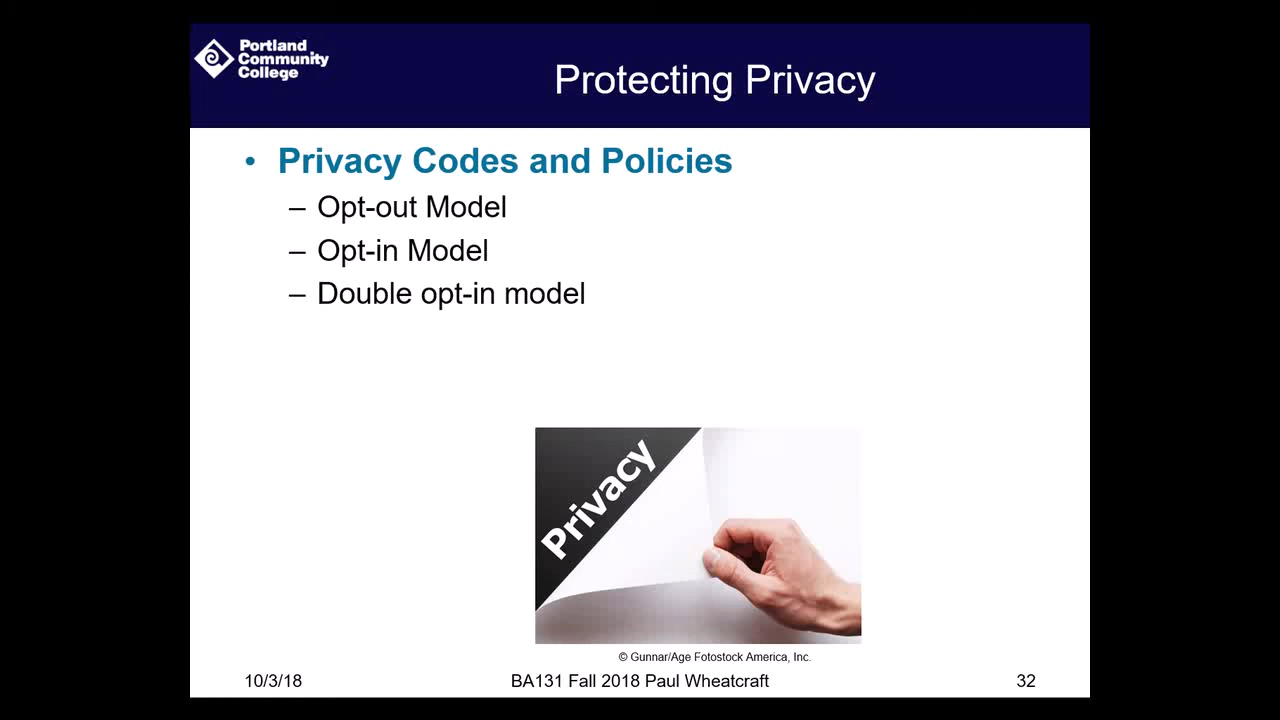 Portland
Community
College
Protecting Privacy
• Privacy Codes and Policies
– Opt-out Model
– Opt-in Model
– Double opt-in model
Privacy
© Gunnar/Age Fotostock America, Inc.
10/3/18
BA131 Fall 2018 Paul Wheatcraft
32